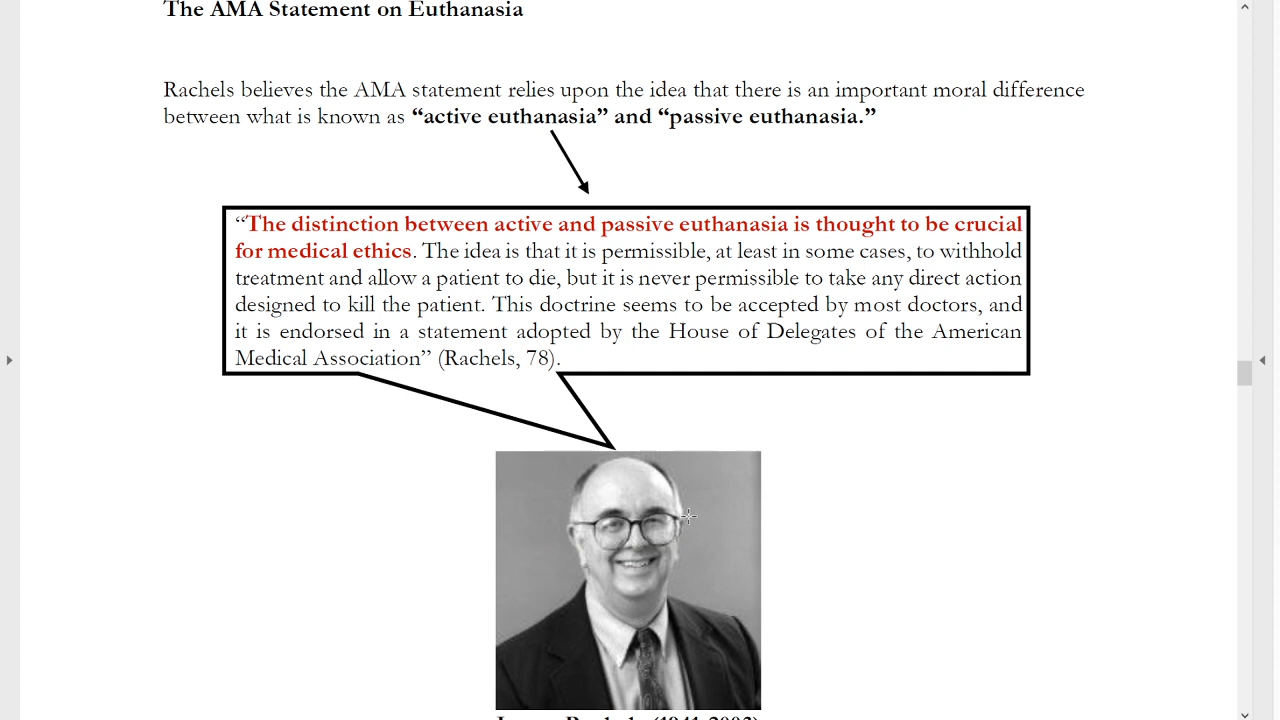 The AMA Statement on Euthanasia
Rachels believes the AMA statement relies upon the idea that there is an important moral difference
between what is known as “active euthanasia” and “passive euthanasia.”
“The distinction between active and passive euthanasia is thought to be crucial
for medical ethics. The idea is that it is permissible, at least in some cases, to withhold
treatment and allow a patient to die, but it is never permissible to take any direct action
designed to kill the patient. This doctrine seems to be accepted by most doctors, and
it is endorsed in a statement adopted by the House of Delegates of the American
Medical Association” (Rachels, 78).